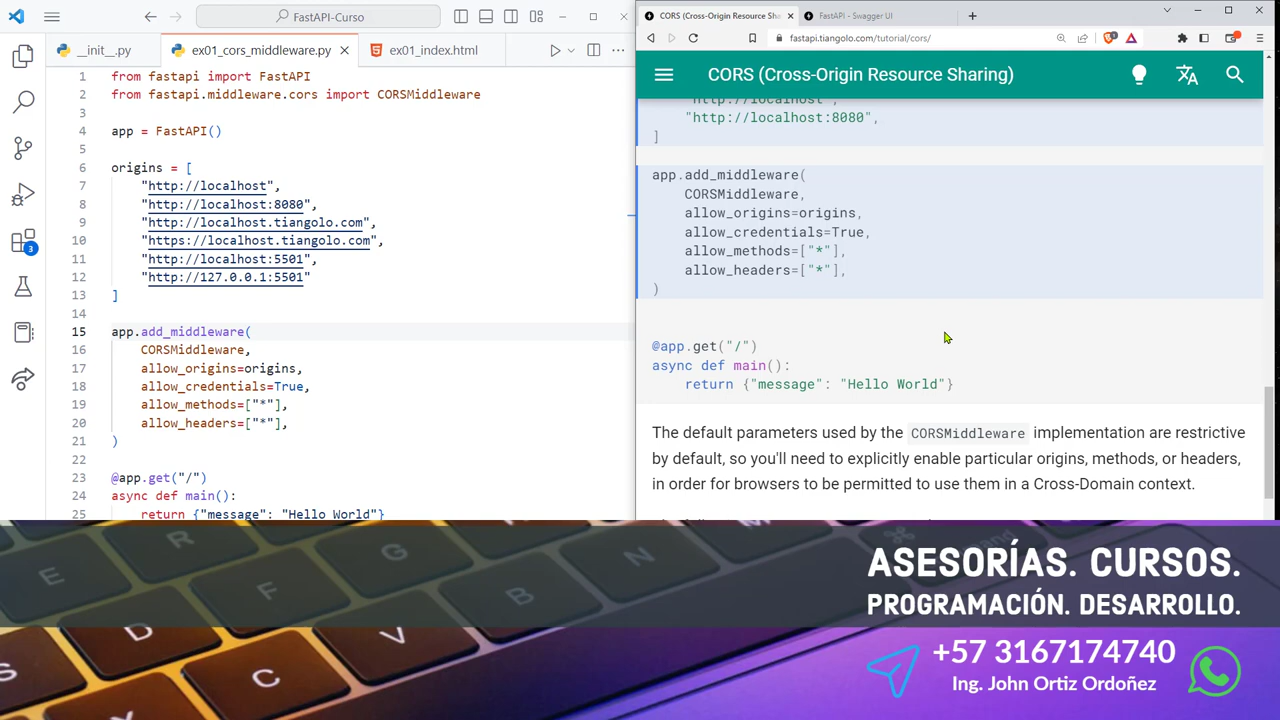 FastAPI-Curso
__init__.py
ex01_cors_middleware.py
ex01_index.html
1 from fastapi import FastAPI
2 from fastapi.middleware.cors import CORSMiddleware
3
4 app = FastAPI()
5
6 origins = [
7 "http://localhost",
8 "http://localhost:8080",
9 "http://localhost.tiangolo.com",
10 "https://localhost.tiangolo.com",
11 "http://localhost:5501",
12 "http://127.0.0.1:5501"
13 ]
14
15 app.add_middleware(
16 CORSMiddleware,
17 allow_origins=origins,
18 allow_credentials=True,
19 allow_methods=["*"],
20 allow_headers=["*"],
21 )
22
23 @app.get("/")
24 async def main():
25 return {"message": "Hello World"}
3
CORS (Cross-Origin Resource Sha
FastAPI - Swagger UI
fastapi.tiangolo.com/tutorial/cors/
CORS (Cross-Origin Resource Sharing)
"http://localhost",
"http://localhost:8080",
]
app.add_middleware(
CORSMiddleware,
allow_origins=origins,
allow_credentials=True,
allow_methods=["*"],
allow_headers=["*"],
)
@app.get("/")
async def main():
return {"message": "Hello World"}
The default parameters used by the CORSMiddleware implementation are restrictive
by default, so you'll need to explicitly enable particular origins, methods, or headers,
in order for browsers to be permitted to use them in a Cross-Domain context.
ASESORÍAS. CURSOS.
PROGRAMACIÓN. DESARROLLO.
+57 3167174740
Ing. John Ortiz Ordoñez